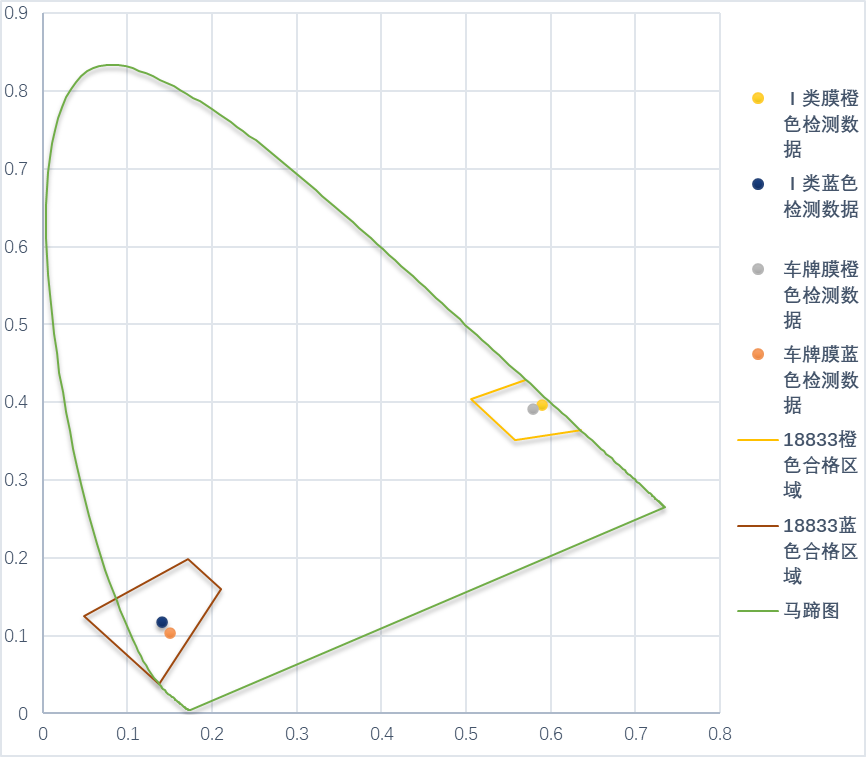 0.9
0.8
0.7
0.6
0.5
0.4
0.3
0.2
0.1
0
0 0.1 0.2 0.3 0.4 0.5 0.6 0.7 0.8
Ⅰ类膜橙
色检测数
据
Ⅰ类蓝色
检测数据
车牌膜橙
色检测数
据
车牌膜蓝
色检测数
据
18833橙
色合格区
域
18833蓝
色合格区
域
马蹄图